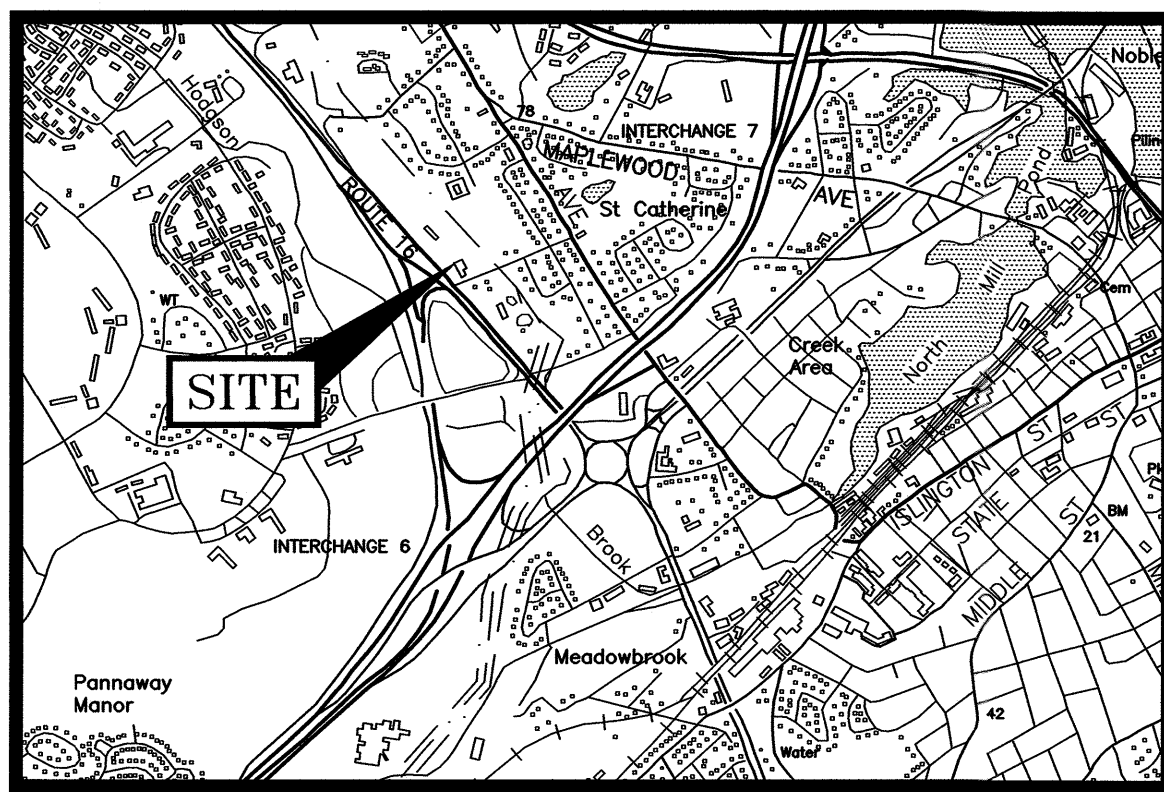 Noble
Hodgson
78
INTERCHANGE 7
MAPLEWOOD
AVE
Pond
ROUTE 16
AVE
St Catherine
WT
Mill
Cem
North
Creek
Area
SITE
ISLINGTON
ST
ST
STATE
ST
BM
21
INTERCHANGE 6
Brook
MIDDLE
Meadowbrook
Pannaway
Manor
42
Water